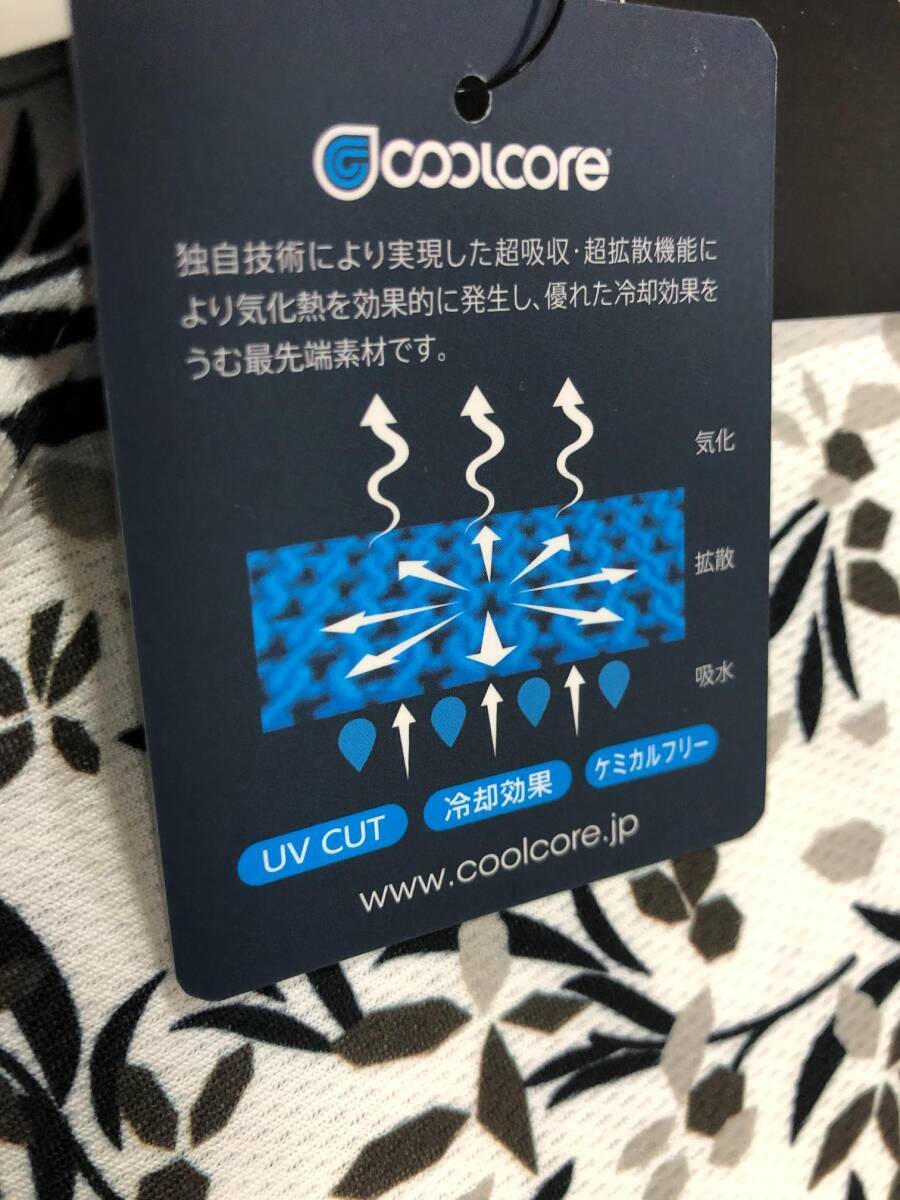 coolcore
独自技術により実現した超吸収・超拡散機能に
より気化熱を効果的に発生し、優れた冷却効果を
うむ最先端素材です。
気化
拡散
吸水
UV CUT
冷却効果
ケミカルフリー
www.coolcore.jp